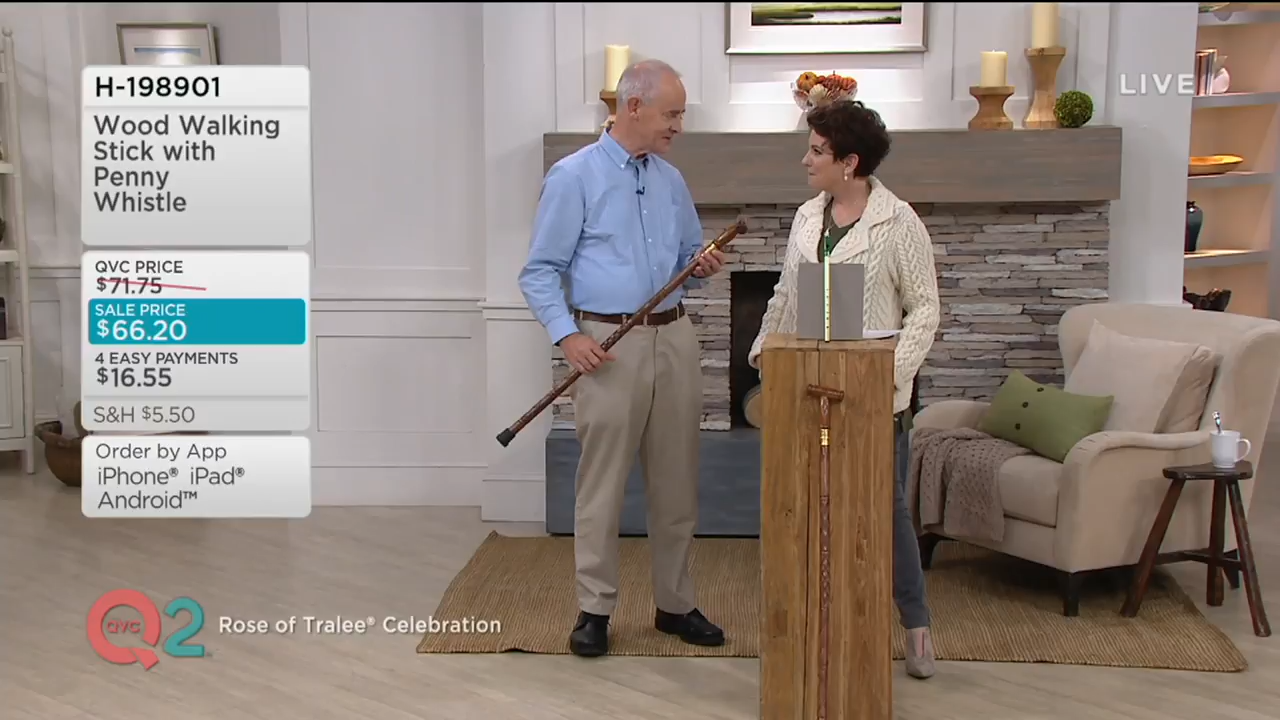 H-198901
Wood Walking
Stick with
Penny
Whistle
QVC PRICE
$71.75
SALE PRICE
$66.20
4 EASY PAYMENTS
$16.55
S&H $5.50
Order by App
iPhone® iPad®
Android™
LIVE
QVC 2
Rose of Tralee® Celebration